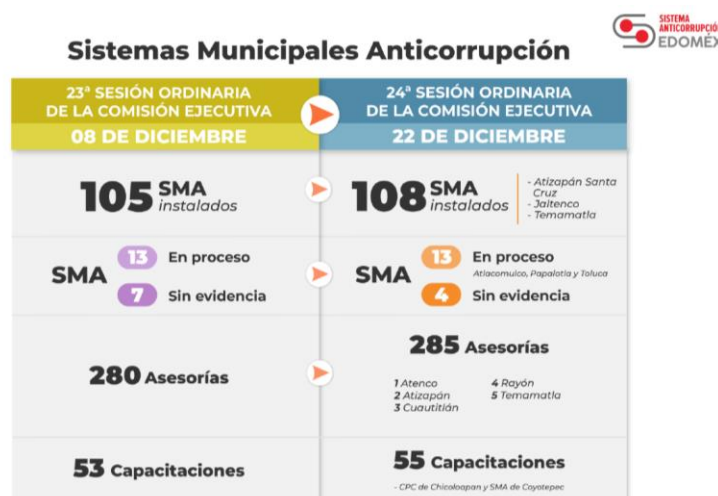 SISTEMA
ANTICORRUPCIÓN
EDOMÉX
Sistemas Municipales Anticorrupción
23ª SESIÓN ORDINARIA
DE LA COMISIÓN EJECUTIVA
08 DE DICIEMBRE
24ª SESIÓN ORDINARIA
DE LA COMISIÓN EJECUTIVA
22 DE DICIEMBRE
105 SMA
instalados
108 SMA
instalados
- Atizapán Santa
Cruz
- Jaltenco
- Temamatla
SMA
13 En proceso
7 Sin evidencia
SMA
13 En proceso
Atlacomulco, Papalotla y Toluca
4 Sin evidencia
280 Asesorías
285 Asesorías
1 Atenco
2 Atizapán
3 Cuautitlán
4 Rayón
5 Temamatla
53 Capacitaciones
55 Capacitaciones
- CPC de Chicoloapan y SMA de Coyotepec